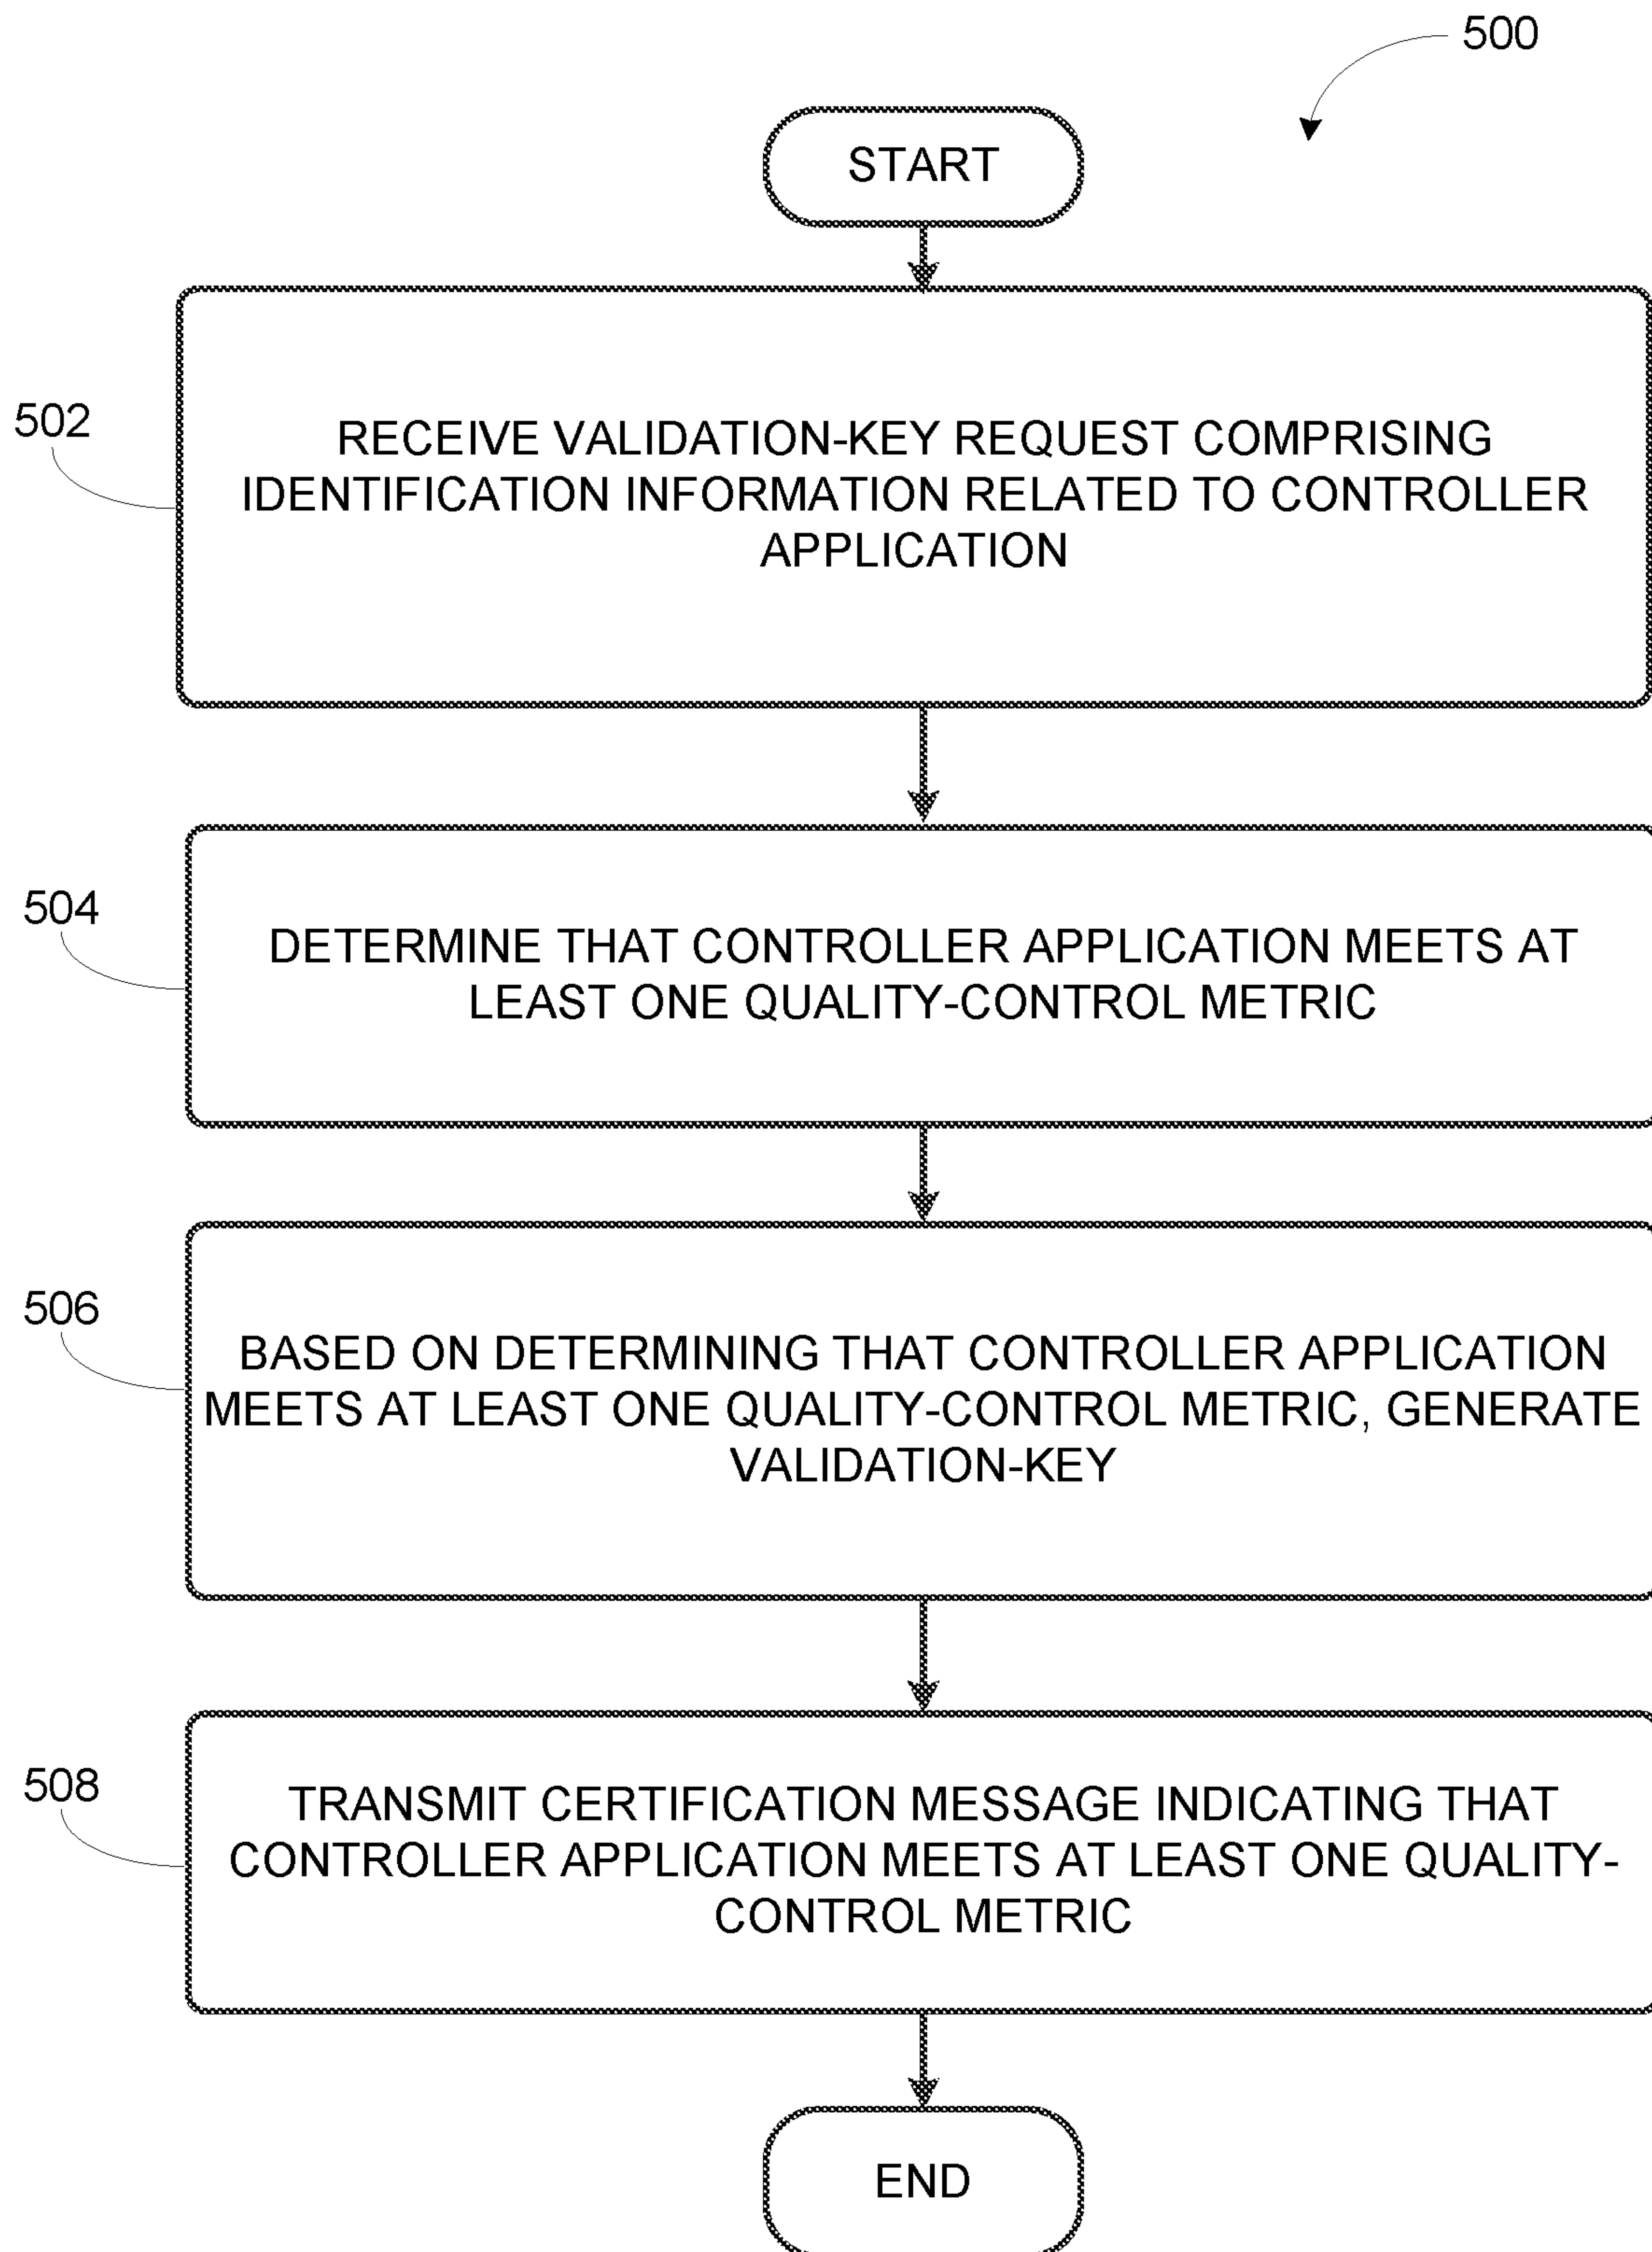 500
START
502
RECEIVE VALIDATION-KEY REQUEST COMPRISING
IDENTIFICATION INFORMATION RELATED TO CONTROLLER
APPLICATION
504
DETERMINE THAT CONTROLLER APPLICATION MEETS AT
LEAST ONE QUALITY-CONTROL METRIC
506
BASED ON DETERMINING THAT CONTROLLER APPLICATION
MEETS AT LEAST ONE QUALITY-CONTROL METRIC, GENERATE
VALIDATION-KEY
508
TRANSMIT CERTIFICATION MESSAGE INDICATING THAT
CONTROLLER APPLICATION MEETS AT LEAST ONE QUALITY-
CONTROL METRIC
END